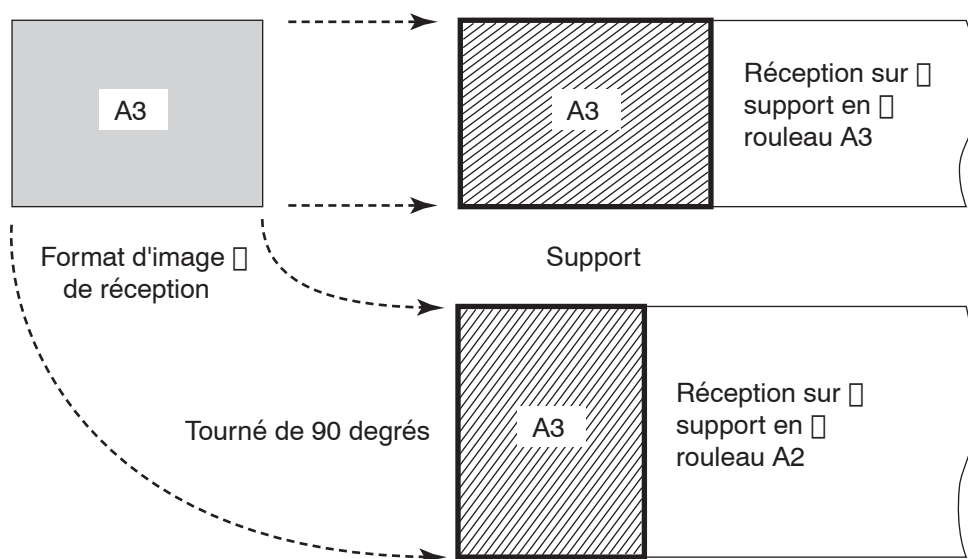 A3
A3
Réception sur ▯
support en ▯
rouleau A3
Format d'image ▯
de réception
Support
Tourné de 90 degrés
A3
Réception sur ▯
support en ▯
rouleau A2